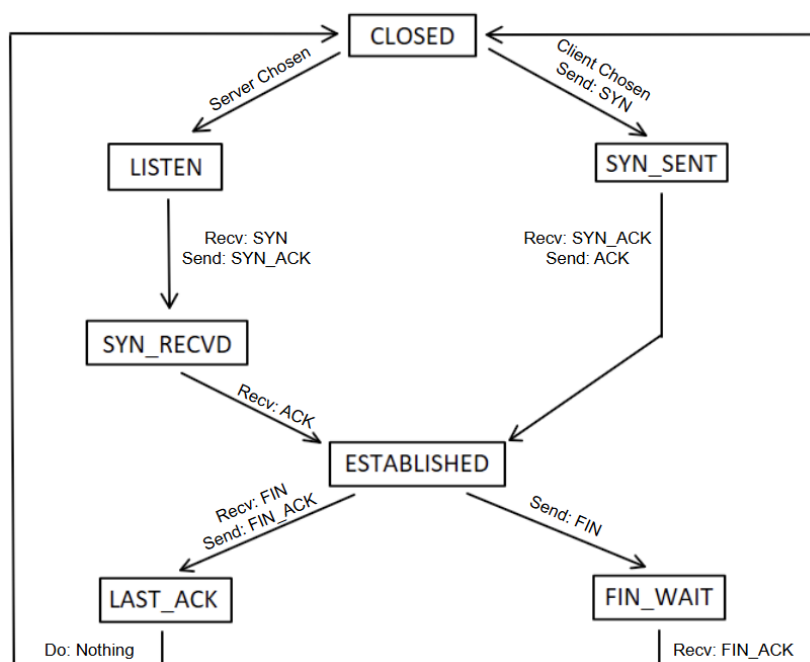 CLOSED
Server Chosen
Client Chosen
Send: SYN
LISTEN
SYN_SENT
Recv: SYN
Send: SYN_ACK
Recv: SYN_ACK
Send: ACK
SYN_RECVD
Recv: ACK
ESTABLISHED
Recv: FIN
Send: FIN_ACK
Send: FIN
LAST_ACK
FIN_WAIT
Do: Nothing
Recv: FIN_ACK